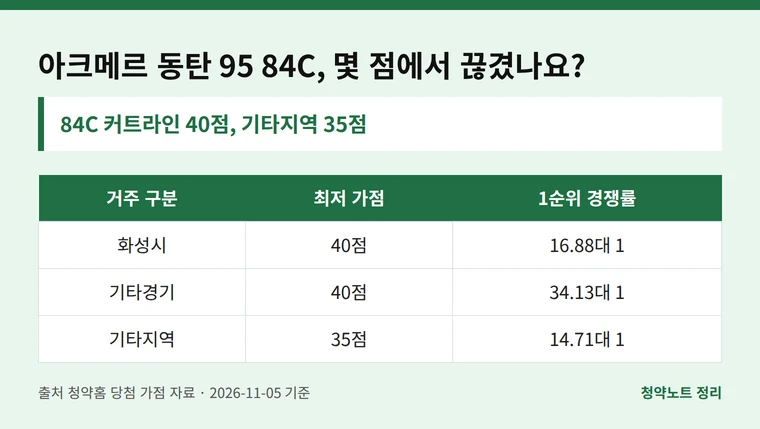 아크메르 동탄 95 84C, 몇 점에서 끊겼나요?
84C 커트라인 40점, 기타지역 35점
거주 구분 최저 가점 1순위 경쟁률
화성시 40점 16.88대 1
기타경기 40점 34.13대 1
기타지역 35점 14.71대 1
출처 청약홈 당첨 가점 자료 · 2026-11-05 기준 청약노트 정리